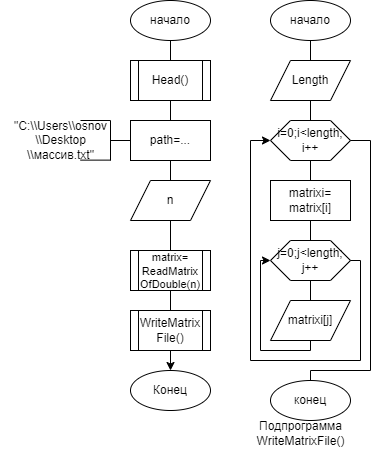 начало
Head()
"C:\\Users\\osnov
\\Desktop
\\массив.txt"
path=...
n
matrix=
ReadMatrix
OfDouble(n)
WriteMatrix
File()
Конец
начало
Length
i=0;i<length;
i++
matrixi=
matrix[i]
j=0;j<length;
j++
matrixi[j]
конец
Подпрограмма
WriteMatrixFile()